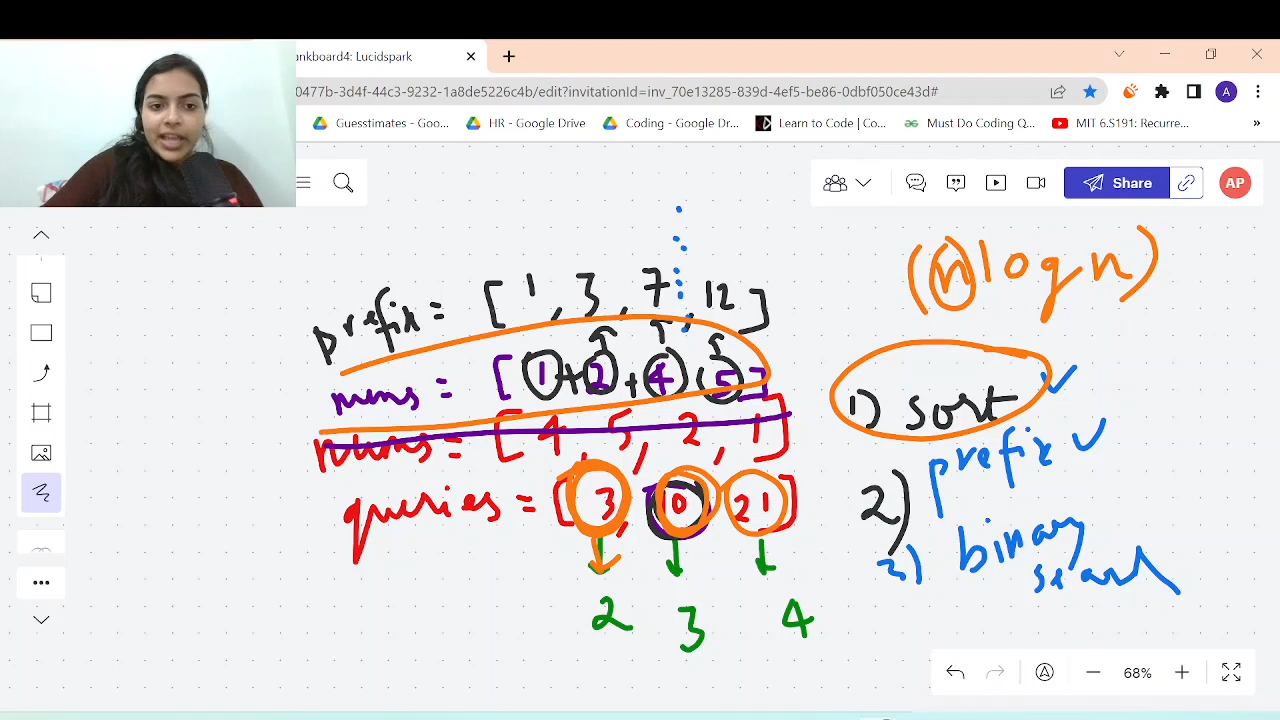 ankboard4: Lucidspark
0477b-3d4f-44c3-9232-1a8de5226c4b/edit?invitationId=inv_70e13285-839d-4ef5-be86-0dbf050ce43d#
A
Guesstimates - Goo...
HR - Google Drive
Coding - Google Dr...
Learn to Code |...
Must Do Coding Q...
MIT 6.S191: Recurre...
»
Share
AP
(n log n)
prefix = [1, 3, 7, 12]
nums = [1+2+4, 5]
1) sort
nums = [4, 5, 2, 1]
prefix
2)
queries = [3, 10, 21]
3) binary
search
2 3 4
68%